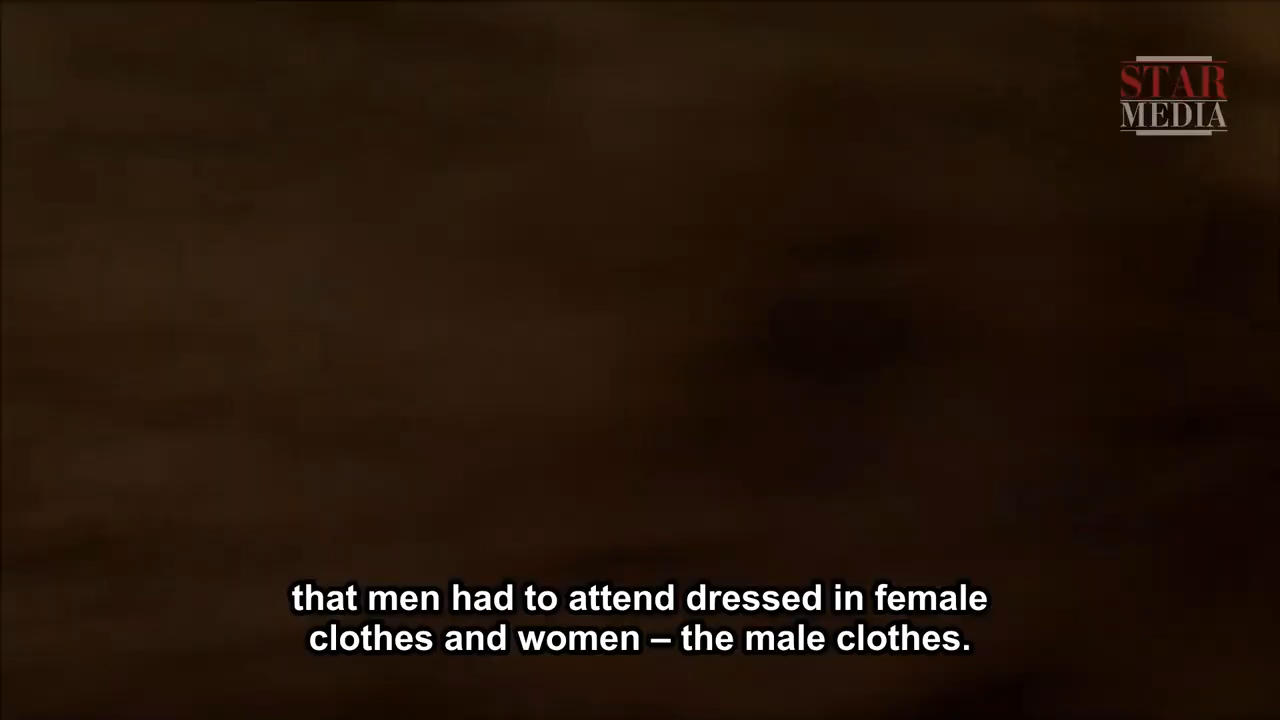 STAR
MEDIA
that men had to attend dressed in female
clothes and women – the male clothes.